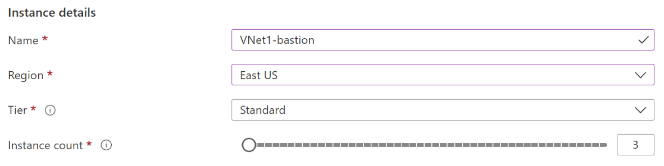 Instance details
Name * VNet1-bastion
Region * East US
Tier * Standard
Instance count * 3